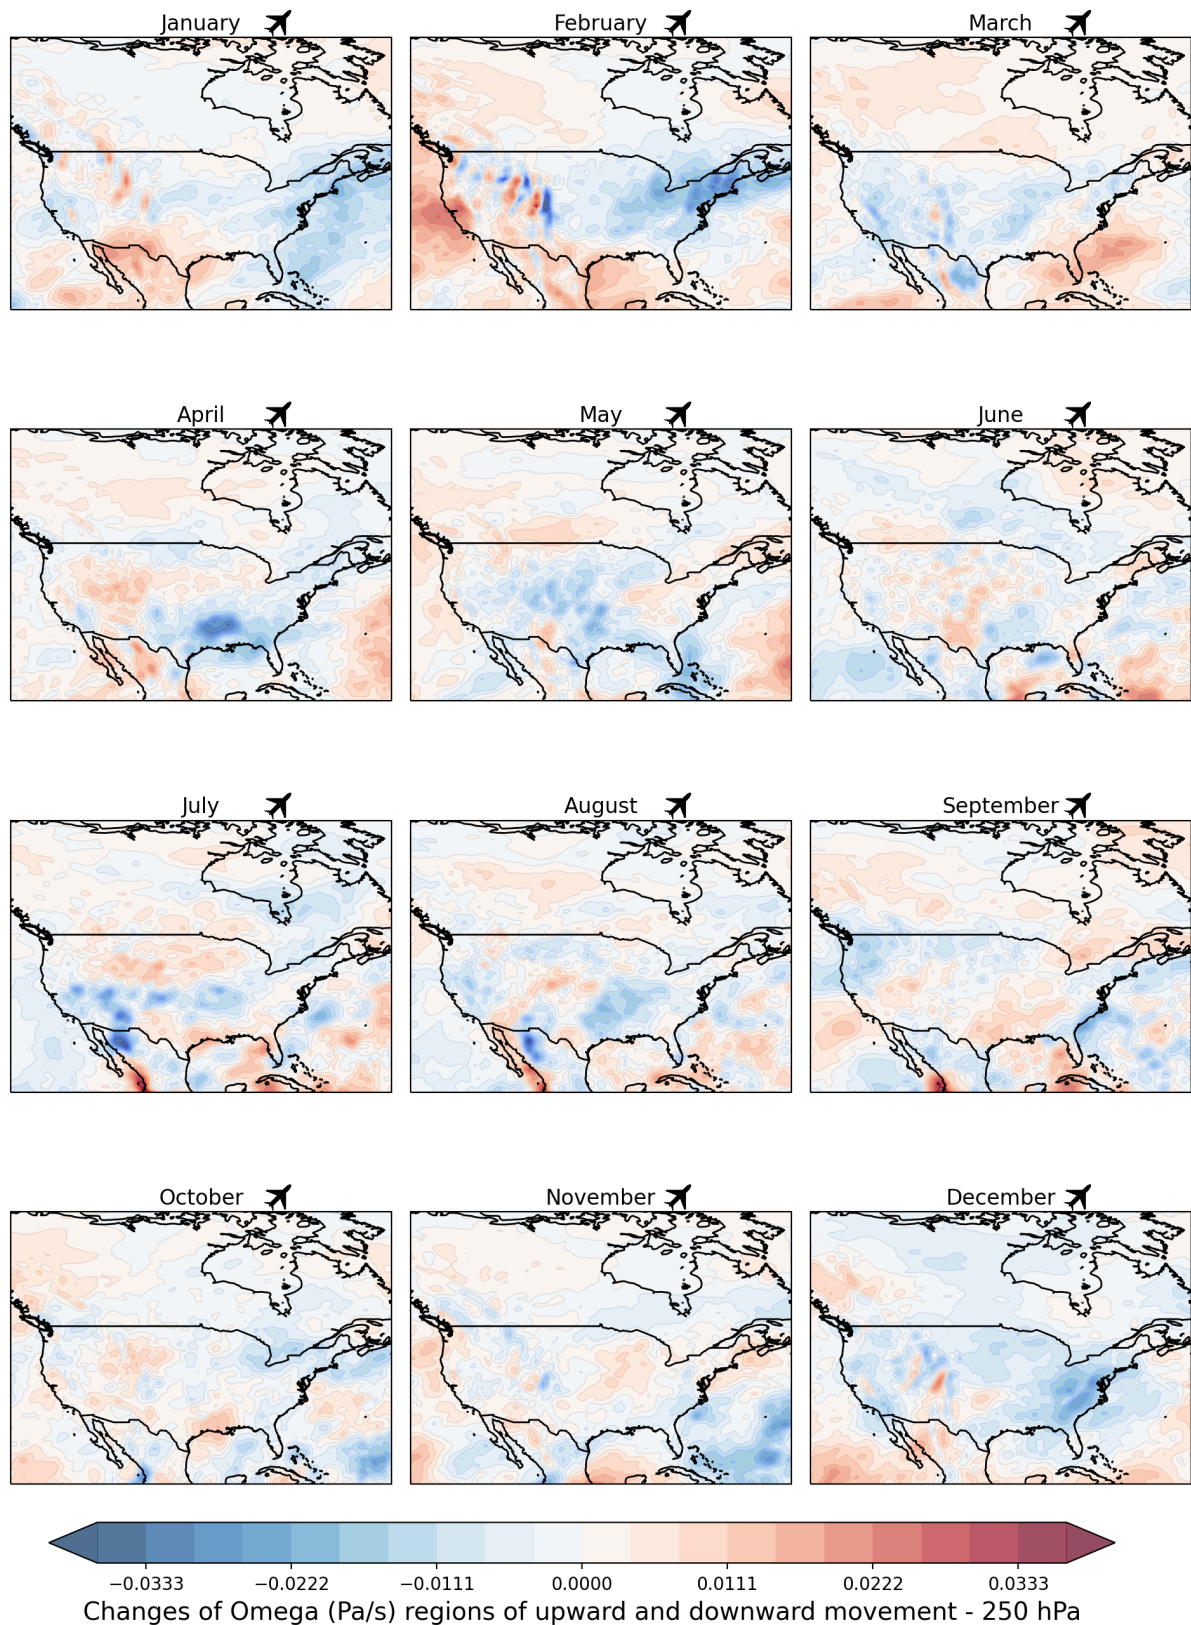 January
February
March
April
May
June
July
August
September
October
November
December
−0.0333
−0.0222
−0.0111
0.0000
0.0111
0.0222
0.0333
Changes of Omega (Pa/s) regions of upward and downward movement - 250 hPa